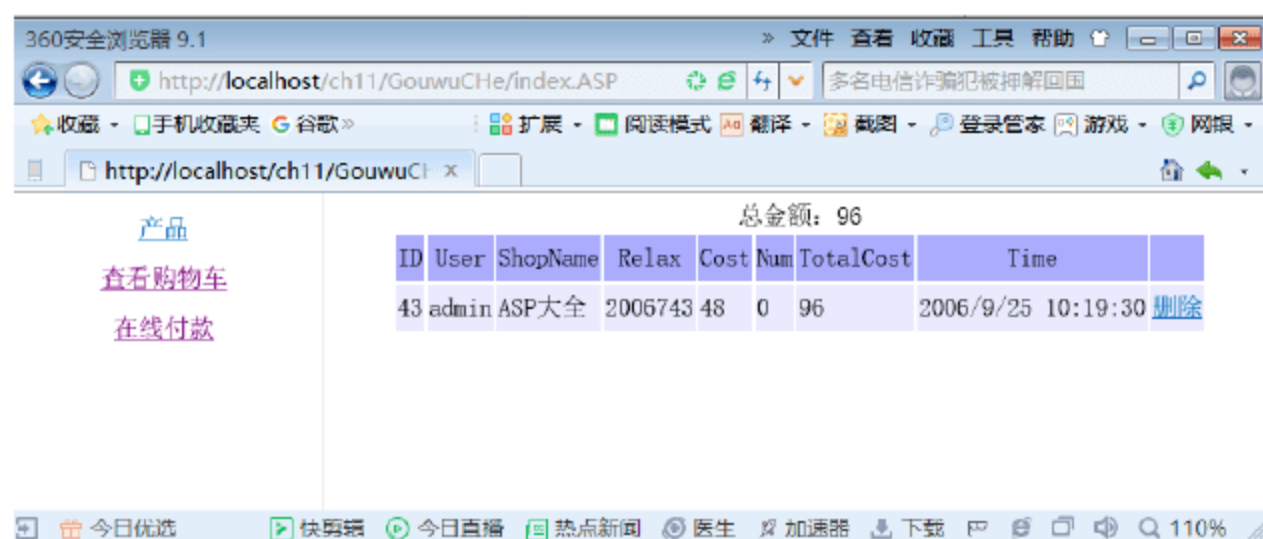 360安全浏览器 9.1 » 文件 查看 收藏 工具 帮助
http://localhost/ch11/GouwuCHe/index.ASP 多名电信诈骗犯被押解回国
收藏 手机收藏夹 G 谷歌» 扩展 阅读模式 翻译 截图 登录管家 游戏 网银
http://localhost/ch11/GouwuCH ×
产品
查看购物车
在线付款
总金额：96
ID User ShopName Relax Cost Num TotalCost Time
43 admin ASP大全 2006743 48 0 96 2006/9/25 10:19:30 删除
今日优选 快剪辑 今日直播 热点新闻 医生 加速器 下载 110%